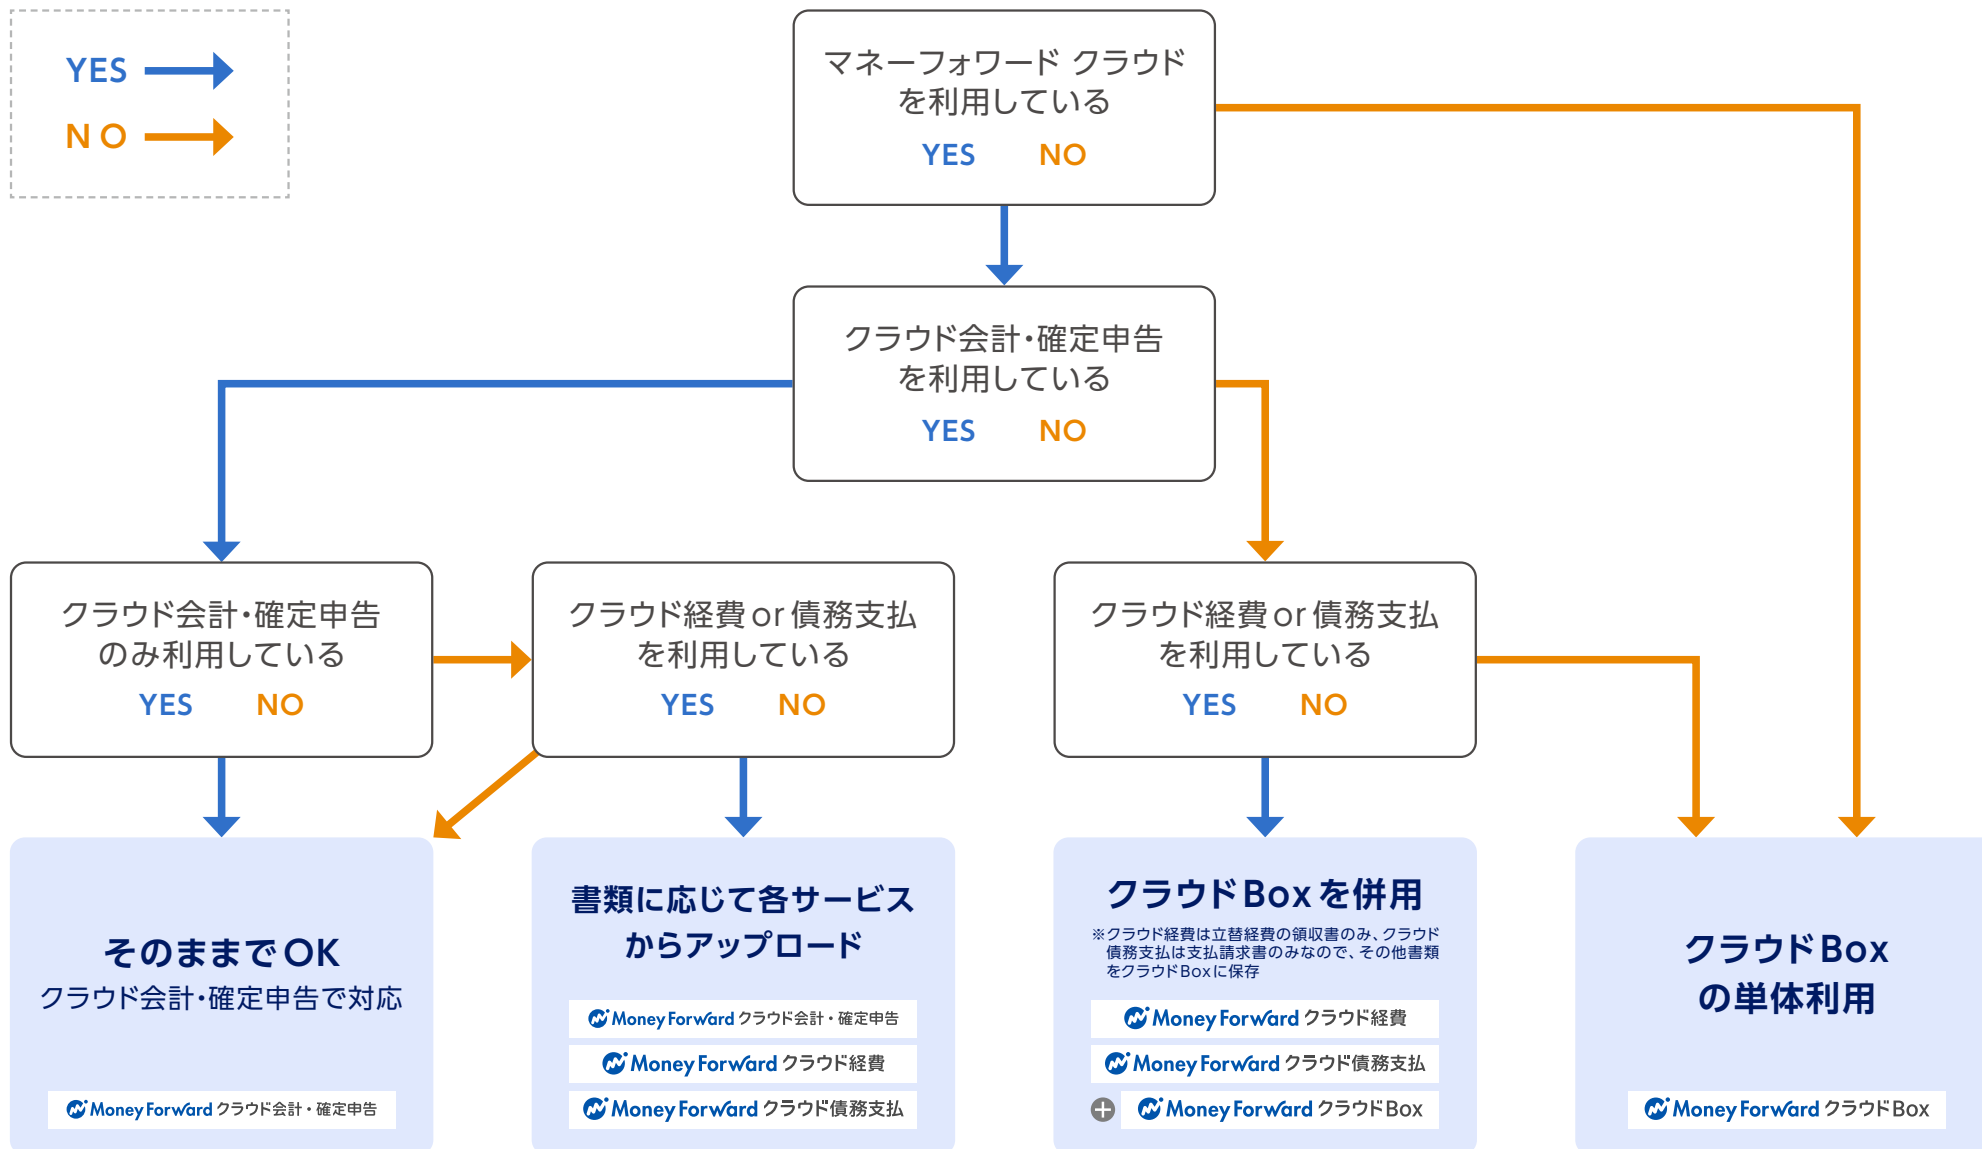 YES
NO
マネーフォワード クラウド
を利用している
YES NO
クラウド会計・確定申告
を利用している
YES NO
クラウド会計・確定申告
のみ利用している
YES NO
クラウド経費or債務支払
を利用している
YES NO
クラウド経費or債務支払
を利用している
YES NO
そのままでOK
クラウド会計・確定申告で対応
Money Forward クラウド会計・確定申告
書類に応じて各サービス
からアップロード
Money Forward クラウド会計・確定申告
Money Forward クラウド経費
Money Forward クラウド債務支払
クラウドBoxを併用
※クラウド経費は立替経費の領収書のみ、クラウド
債務支払は支払請求書のみなので、その他書類
をクラウドBoxに保存
Money Forward クラウド経費
Money Forward クラウド債務支払
+ Money Forward クラウドBox
クラウドBox
の単体利用
Money Forward クラウドBox